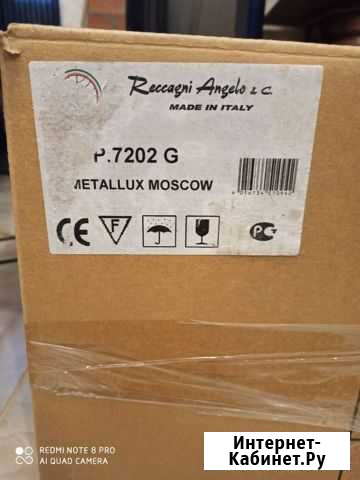 Reccagni Angelo & C.
MADE IN ITALY
P.7202 G
METALLUX MOSCOW
CE F PC
REDMI NOTE 8 PRO
AI QUAD CAMERA
Интернет-
Кабинет.Ру